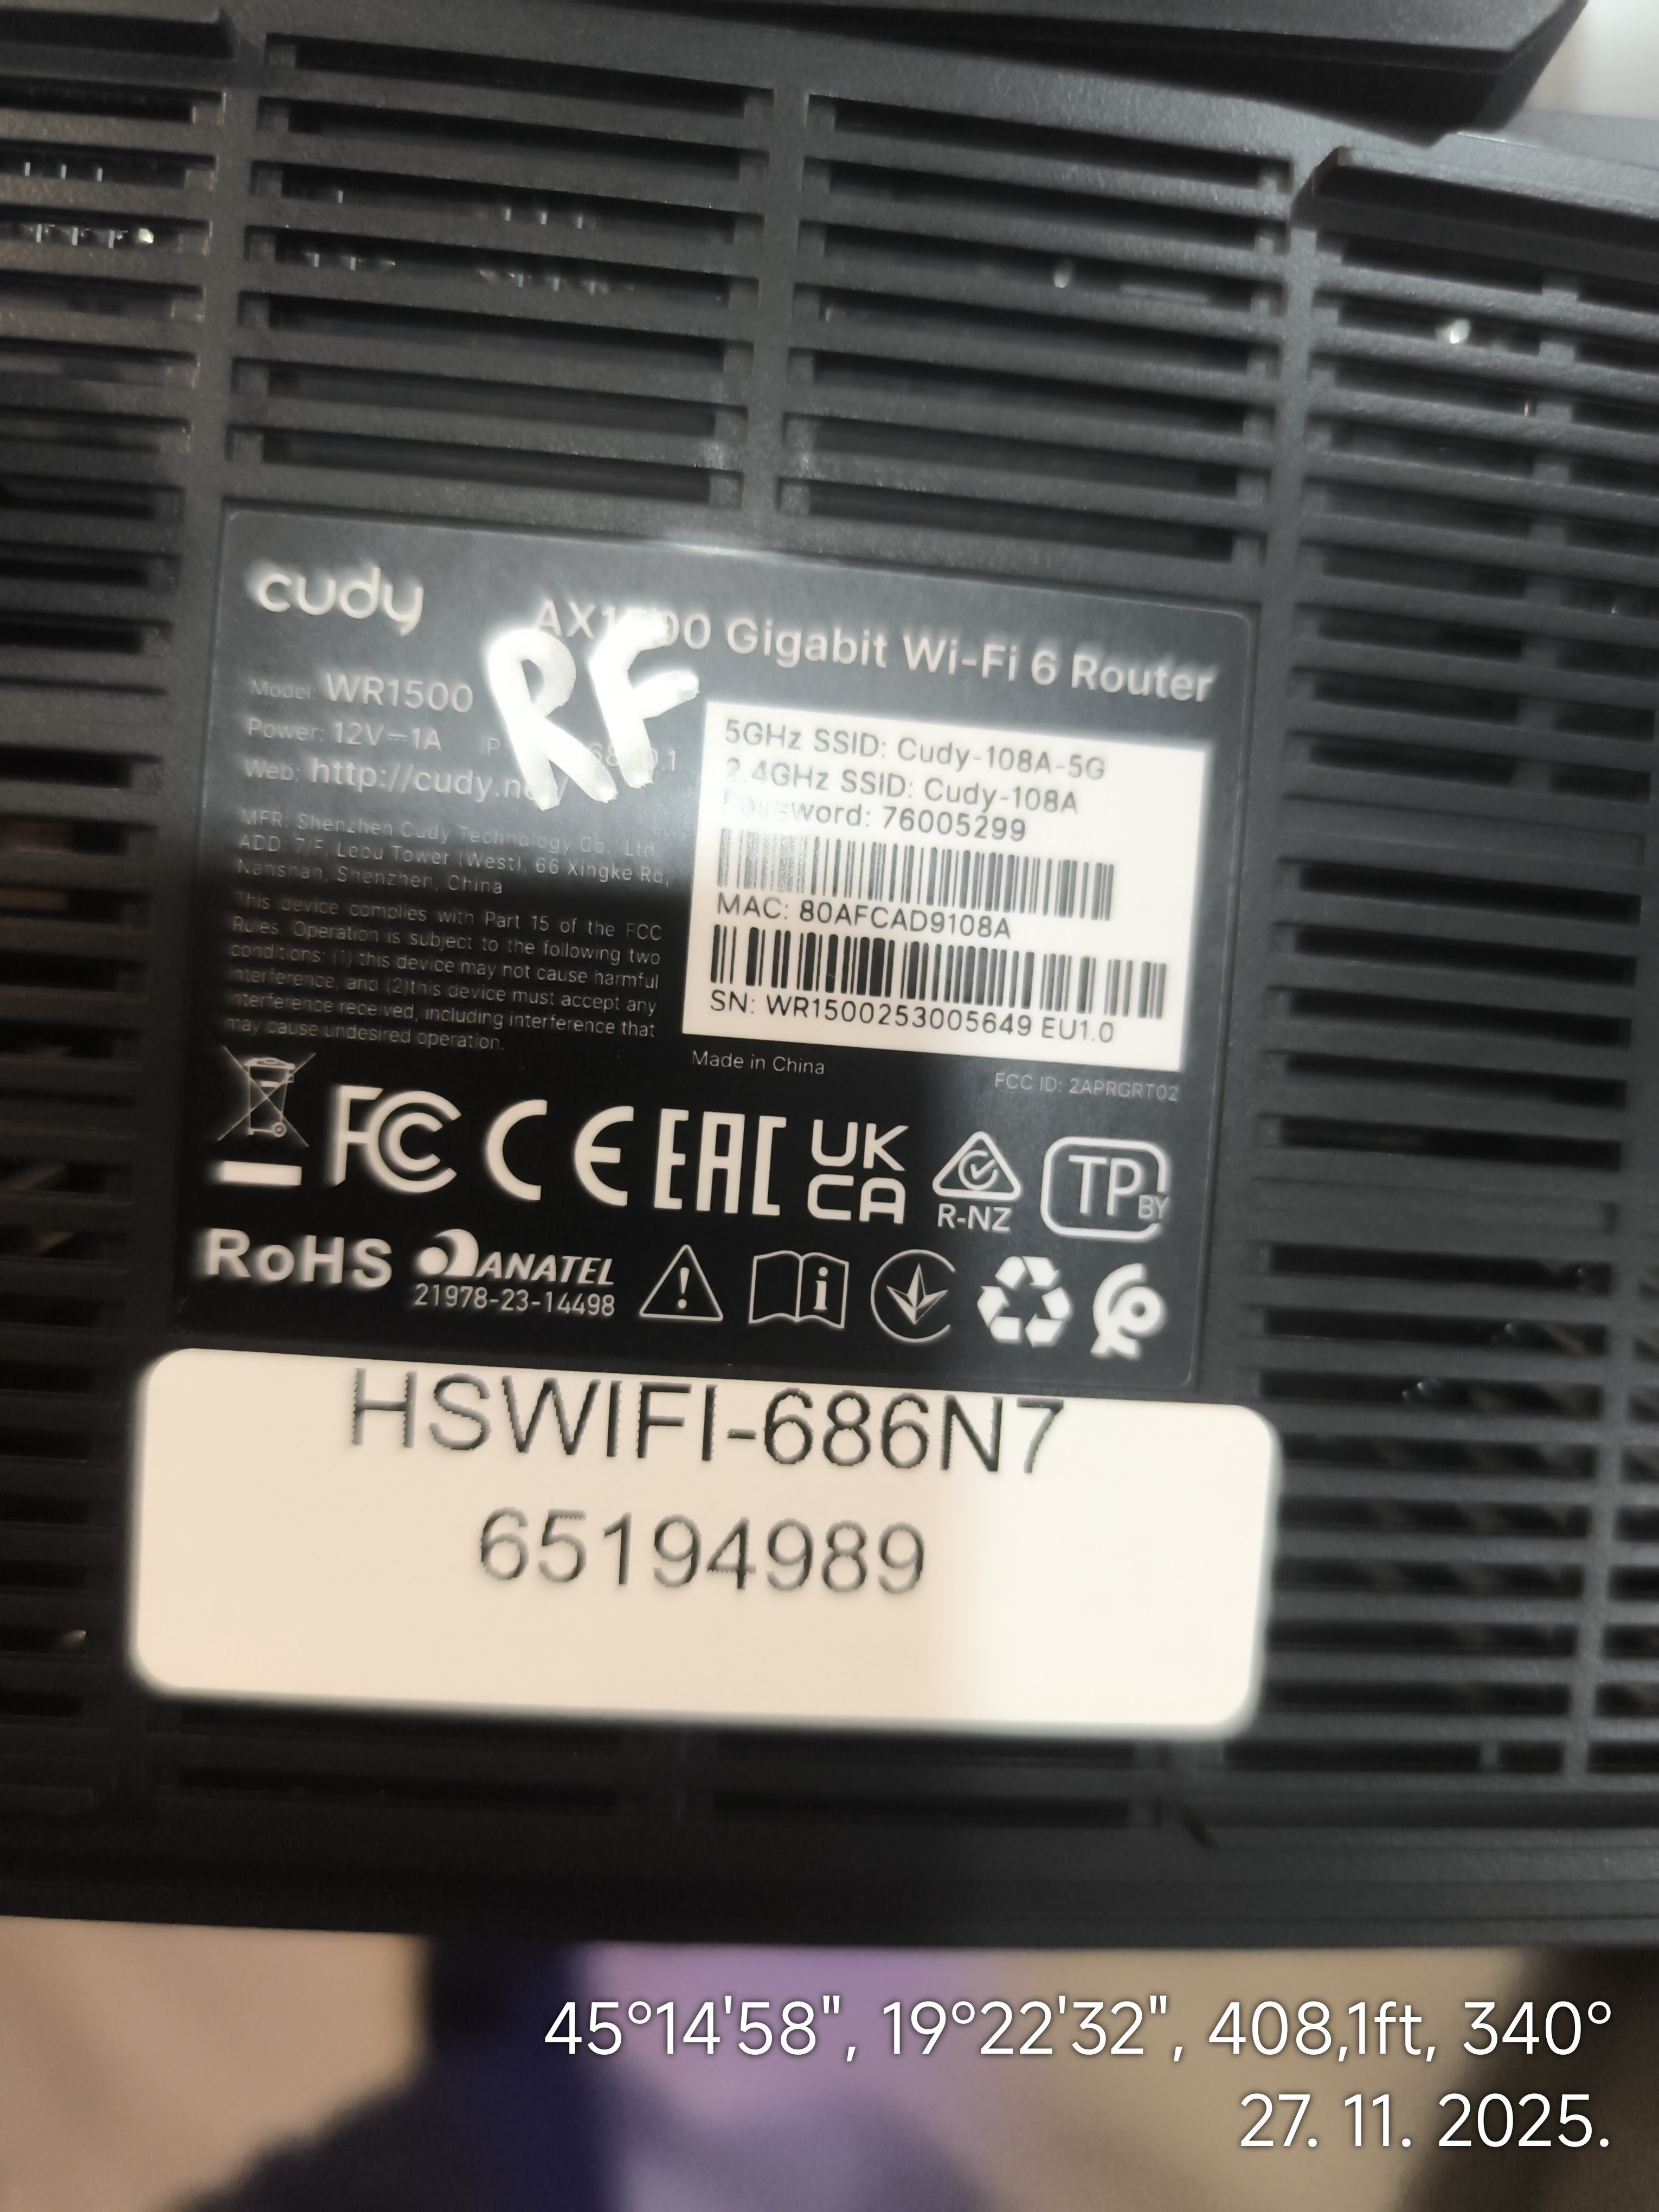 cudy
AX1500 Gigabit Wi-Fi 6 Router
RF
Model: WR1500
Power: 12V⎓1A
Web: http://cudy.net/
MFR: Shenzhen Cudy Technology Co., Ltd.
ADD: 7/F, Lebu Tower (West), 66 Xingke Rd,
Nanshan, Shenzhen, China
This device complies with Part 15 of the FCC
Rules. Operation is subject to the following two
conditions: (1) this device may not cause harmful
interference, and (2)this device must accept any
interference received, including interference that
may cause undesired operation.
5GHz SSID: Cudy-108A-5G
2.4GHz SSID: Cudy-108A
Password: 76005299
MAC: 80AFCAD9108A
SN: WR1500253005649 EU1.0
Made in China
FCC ID: 2APRGRT02
FC CE EAC UK CA R-NZ TP BY
RoHS ANATEL
21978-23-14498
HSWIFI-686N7
65194989
45°14'58", 19°22'32", 408,1ft, 340°
27. 11. 2025.